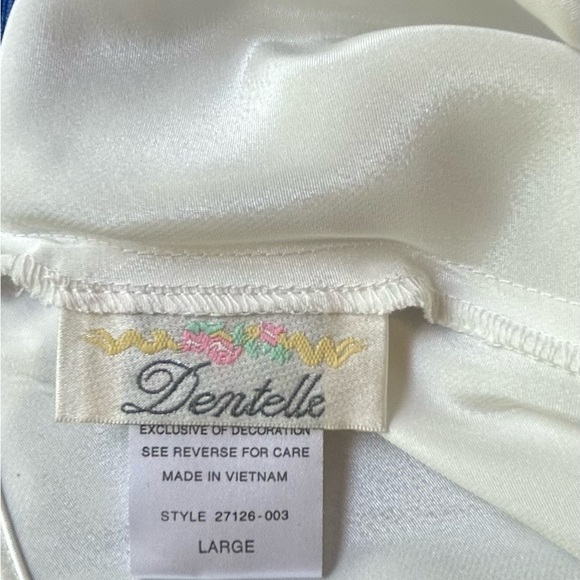 Dentelle
EXCLUSIVE OF DECORATION
SEE REVERSE FOR CARE
MADE IN VIETNAM
STYLE 27126-003
LARGE